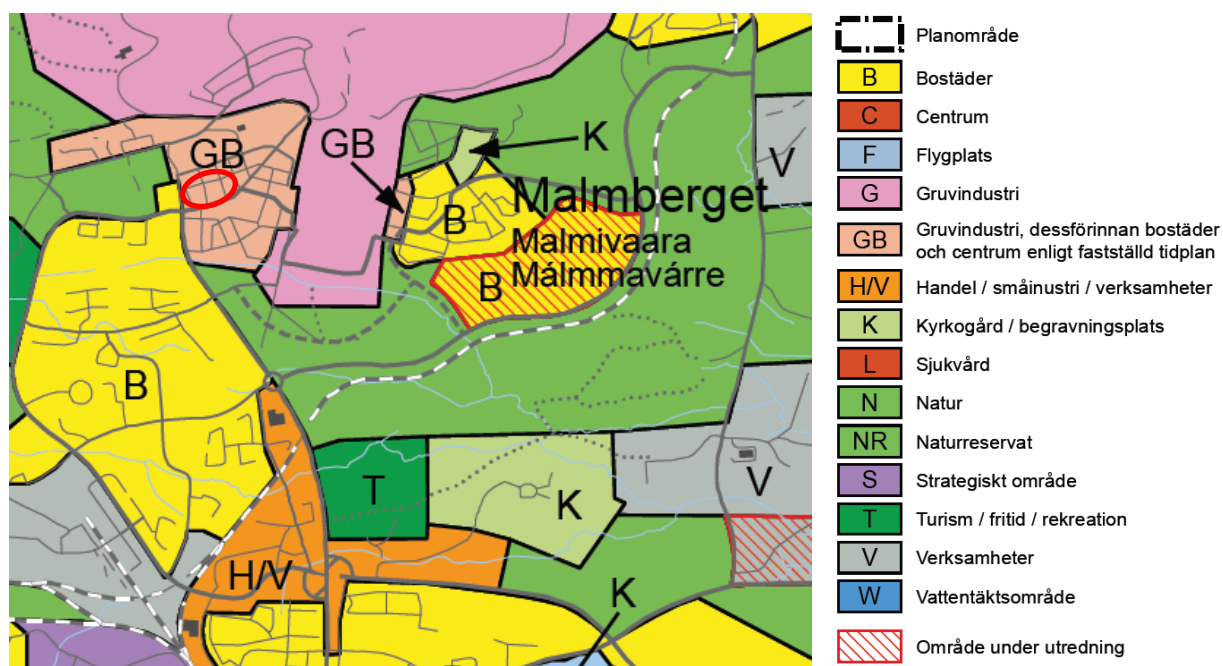 GB
GB
K
V
Malmberget
Malmivaara
Málmmavárre
B
B
B
T
K
V
H/V
K
Planområde
B Bostäder
C Centrum
F Flygplats
G Gruvindustri
GB Gruvindustri, dessförinnan bostäder
och centrum enligt fastställd tidplan
H/V Handel / småinustri / verksamheter
K Kyrkogård / begravningsplats
L Sjukvård
N Natur
NR Naturreservat
S Strategiskt område
T Turism / fritid / rekreation
V Verksamheter
W Vattentäktsområde
Område under utredning